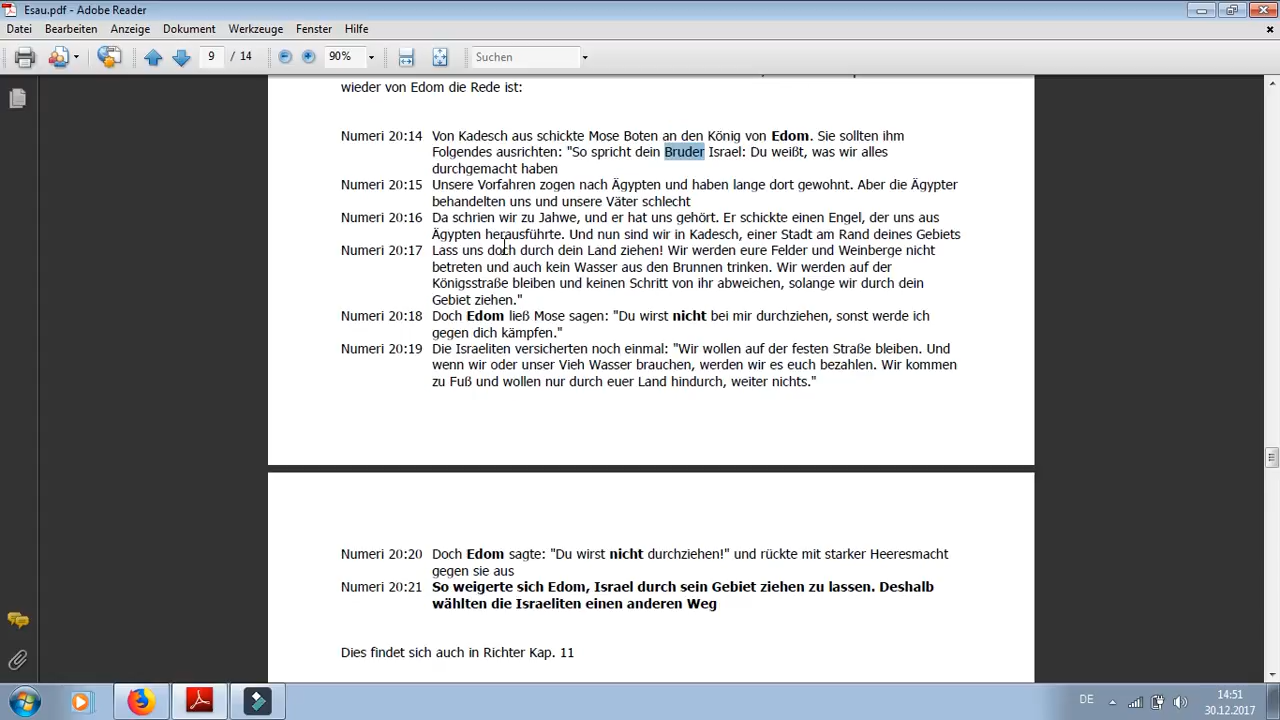 Esau.pdf - Adobe Reader
Datei Bearbeiten Anzeige Dokument Werkzeuge Fenster Hilfe
9 / 14 90% Suchen
wieder von Edom die Rede ist:
Numeri 20:14 Von Kadesch aus schickte Mose Boten an den König von Edom. Sie sollten ihm
Folgendes ausrichten: "So spricht dein Bruder Israel: Du weißt, was wir alles
durchgemacht haben
Numeri 20:15 Unsere Vorfahren zogen nach Ägypten und haben lange dort gewohnt. Aber die Ägypter
behandelten uns und unsere Väter schlecht
Numeri 20:16 Da schrien wir zu Jahwe, und er hat uns gehört. Er schickte einen Engel, der uns aus
Ägypten herausführte. Und nun sind wir in Kadesch, einer Stadt am Rand deines Gebiets
Numeri 20:17 Lass uns doch durch dein Land ziehen! Wir werden eure Felder und Weinberge nicht
betreten und auch kein Wasser aus den Brunnen trinken. Wir werden auf der
Königsstraße bleiben und keinen Schritt von ihr abweichen, solange wir durch dein
Gebiet ziehen."
Numeri 20:18 Doch Edom ließ Mose sagen: "Du wirst nicht bei mir durchziehen, sonst werde ich
gegen dich kämpfen."
Numeri 20:19 Die Israeliten versicherten noch einmal: "Wir wollen auf der festen Straße bleiben. Und
wenn wir oder unser Vieh Wasser brauchen, werden wir es euch bezahlen. Wir kommen
zu Fuß und wollen nur durch euer Land hindurch, weiter nichts."
Numeri 20:20 Doch Edom sagte: "Du wirst nicht durchziehen!" und rückte mit starker Heeresmacht
gegen sie aus
Numeri 20:21 So weigerte sich Edom, Israel durch sein Gebiet ziehen zu lassen. Deshalb
wählten die Israeliten einen anderen Weg
Dies findet sich auch in Richter Kap. 11
DE 14:51
30.12.2017